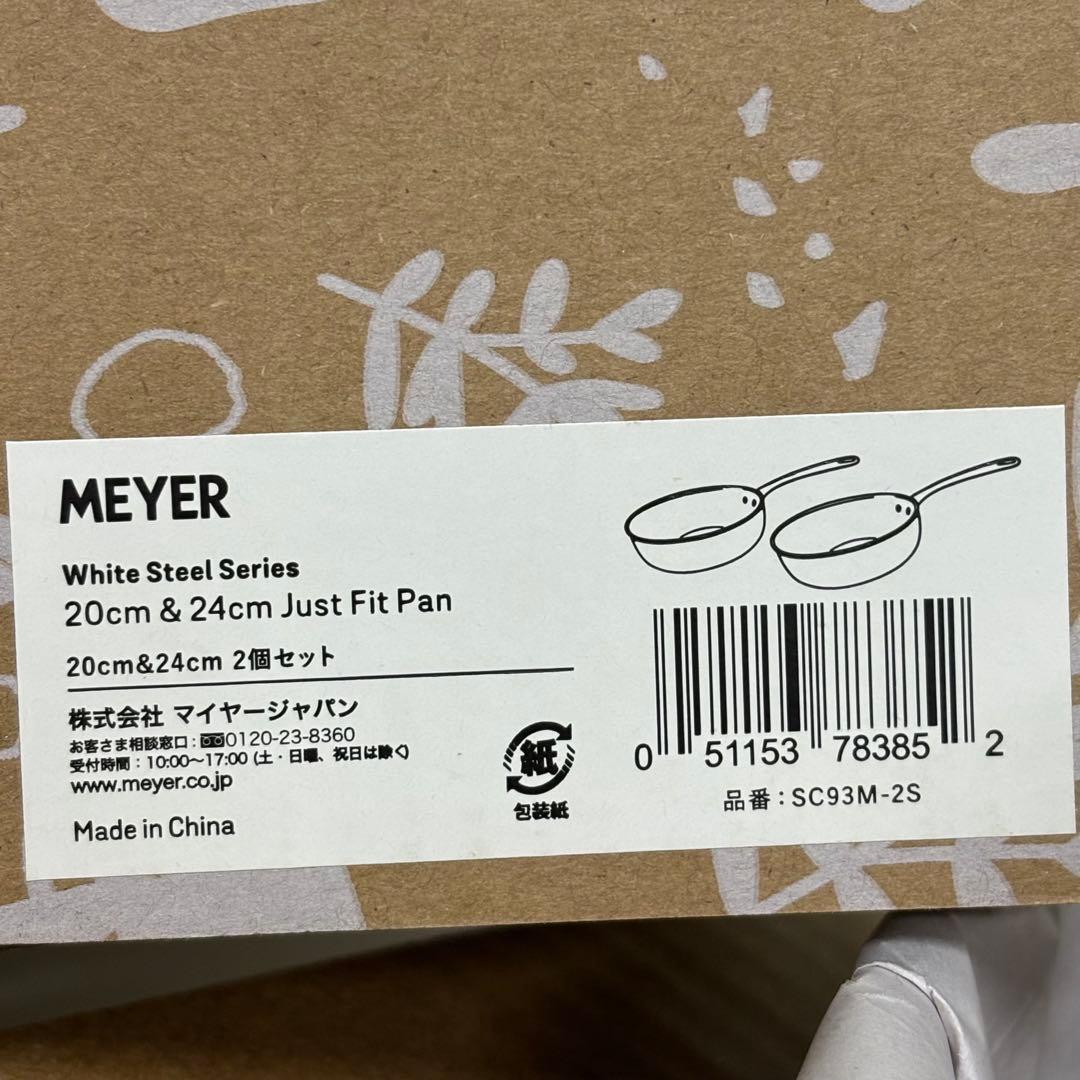 MEYER
White Steel Series
20cm & 24cm Just Fit Pan
20cm&24cm 2個セット
株式会社 マイヤージャパン
お客さま相談窓口:0120-23-8360
受付時間:10:00~17:00 (土・日曜、祝日は除く)
www.meyer.co.jp
Made in China
紙
包装紙
0 51153 78385 2
品番:SC93M-2S